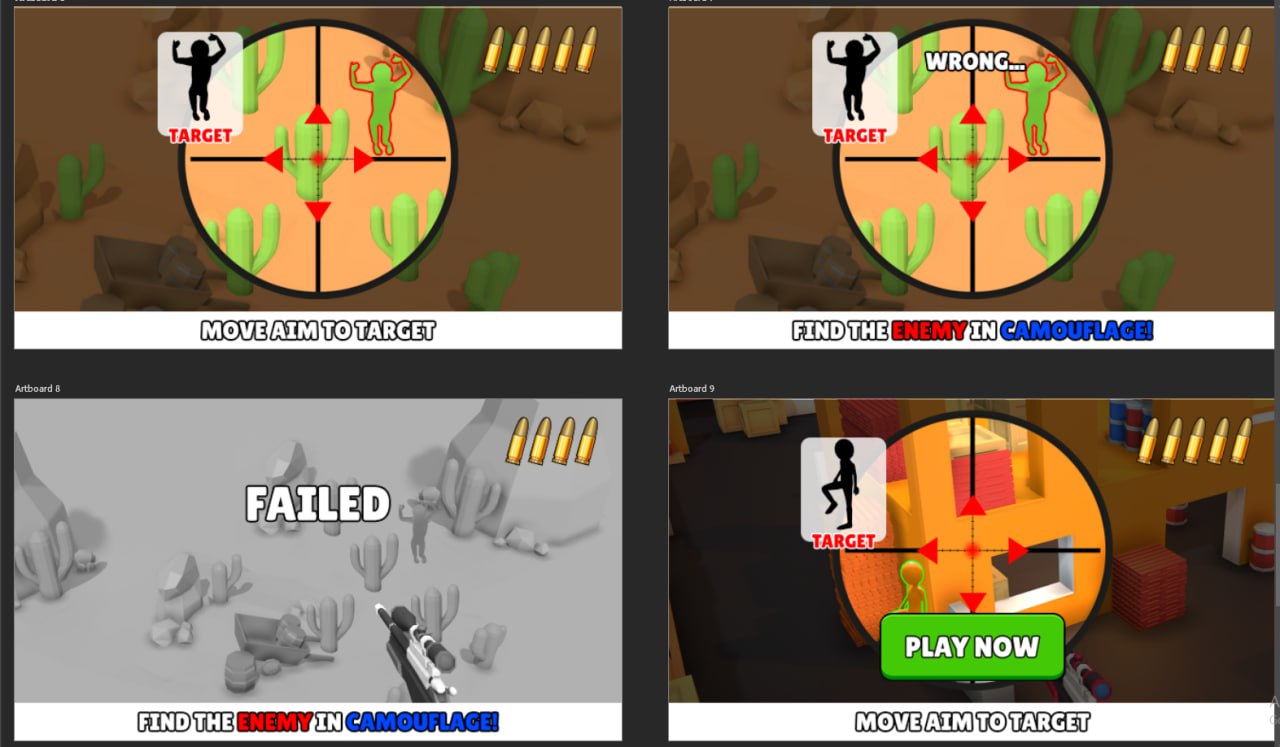 TARGET
MOVE AIM TO TARGET
WRONG...
TARGET
FIND THE ENEMY IN CAMOUFLAGE!
Artboard 8
FAILED
FIND THE ENEMY IN CAMOUFLAGE!
Artboard 9
TARGET
PLAY NOW
MOVE AIM TO TARGET